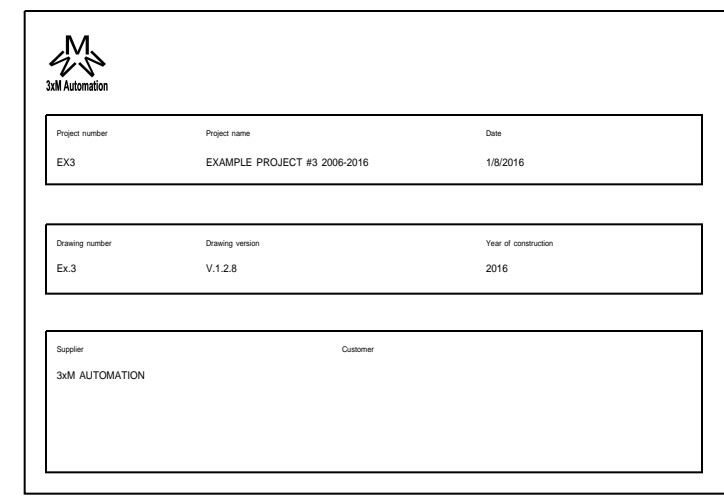 M
3xM Automation
Project number Project name Date
EX3 EXAMPLE PROJECT #3 2006-2016 1/8/2016
Drawing number Drawing version Year of construction
Ex.3 V.1.2.8 2016
Supplier Customer
3xM AUTOMATION